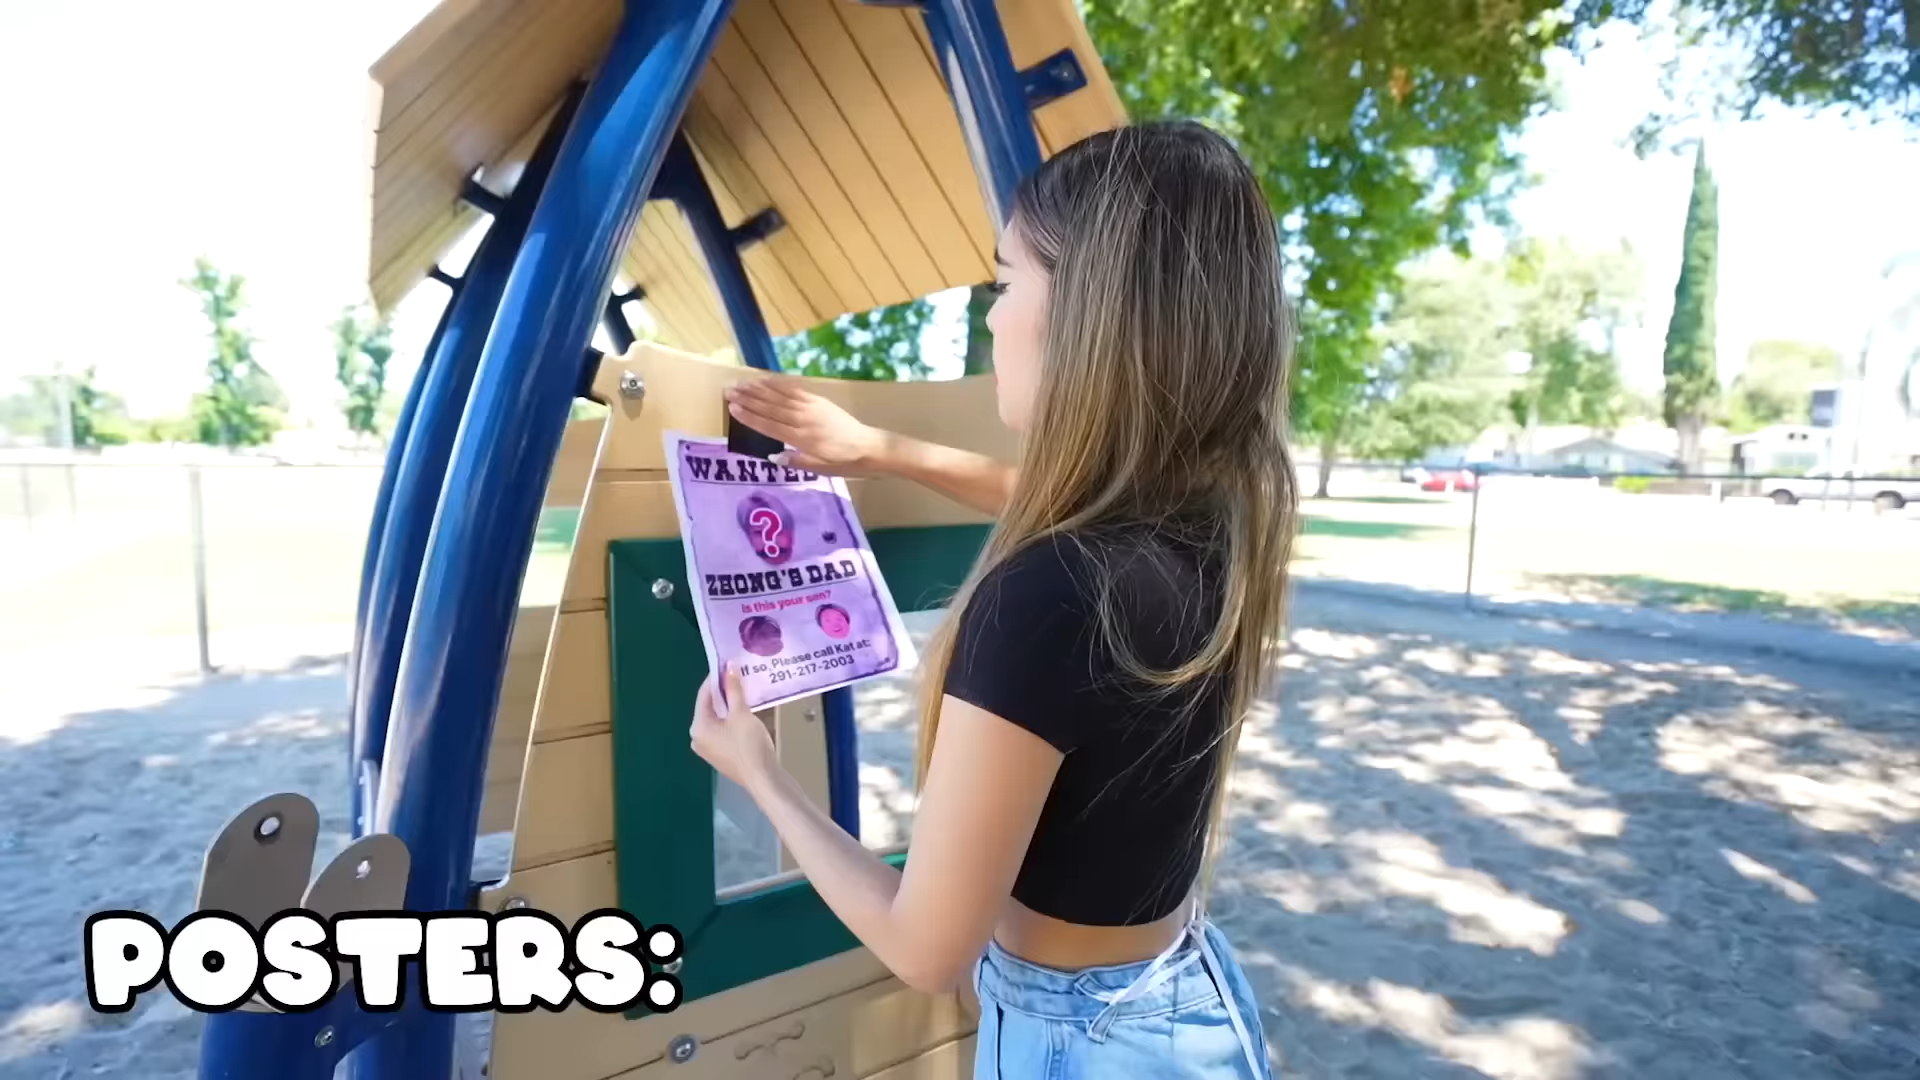 WANTED
?
ZHONG'S DAD
Is this your son?
If so, Please call Kat at:
291-217-2003
POSTERS: